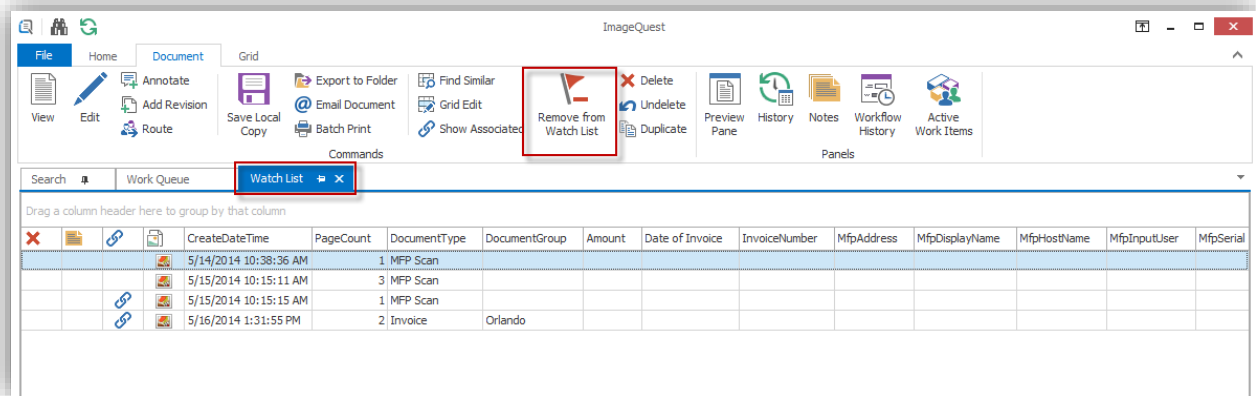 ImageQuest
File Home Document Grid
View
Edit
Annotate
Add Revision
Route
Save Local
Copy
Export to Folder
Email Document
Batch Print
Find Similar
Grid Edit
Show Associated
Remove from
Watch List
Delete
Undelete
Duplicate
Commands
Preview
Pane
History
Notes
Workflow
History
Active
Work Items
Panels
Search Work Queue Watch List
Drag a column header here to group by that column
CreateDateTime PageCount DocumentType DocumentGroup Amount Date of Invoice InvoiceNumber MfpAddress MfpDisplayName MfpHostName MfpInputUser MfpSerial
5/14/2014 10:38:36 AM 1 MFP Scan
5/15/2014 10:15:11 AM 3 MFP Scan
5/15/2014 10:15:15 AM 1 MFP Scan
5/16/2014 1:31:55 PM 2 Invoice Orlando